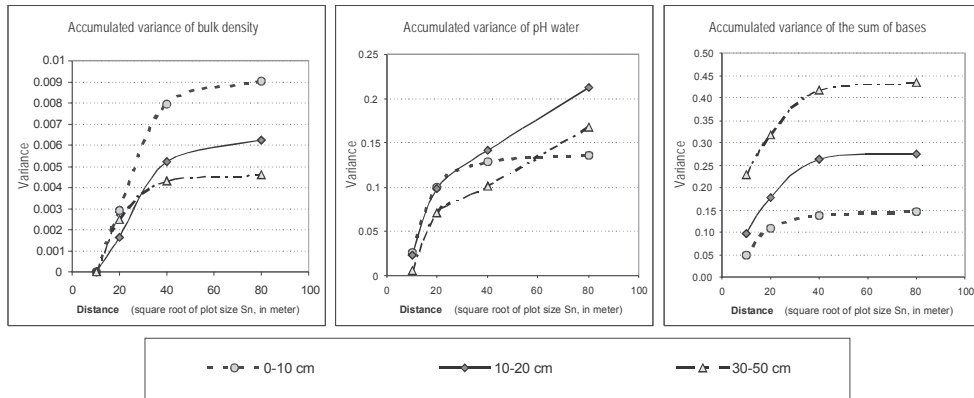 Accumulated variance of bulk density
0.01
0.009
0.008
0.007
0.006
0.005
0.004
0.003
0.002
0.001
0
Variance
0 20 40 60 80 100
Distance (square root of plot size Sn, in meter)
Accumulated variance of pH water
0.25
0.2
0.15
0.1
0.05
0
Variance
0 20 40 60 80 100
Distance (square root of plot size Sn, in meter)
Accumulated variance of the sum of bases
0.50
0.45
0.40
0.35
0.30
0.25
0.20
0.15
0.10
0.05
0.00
Variance
0 20 40 60 80 100
Distance (square root of plot size Sn, in meter)
0-10 cm 10-20 cm 30-50 cm